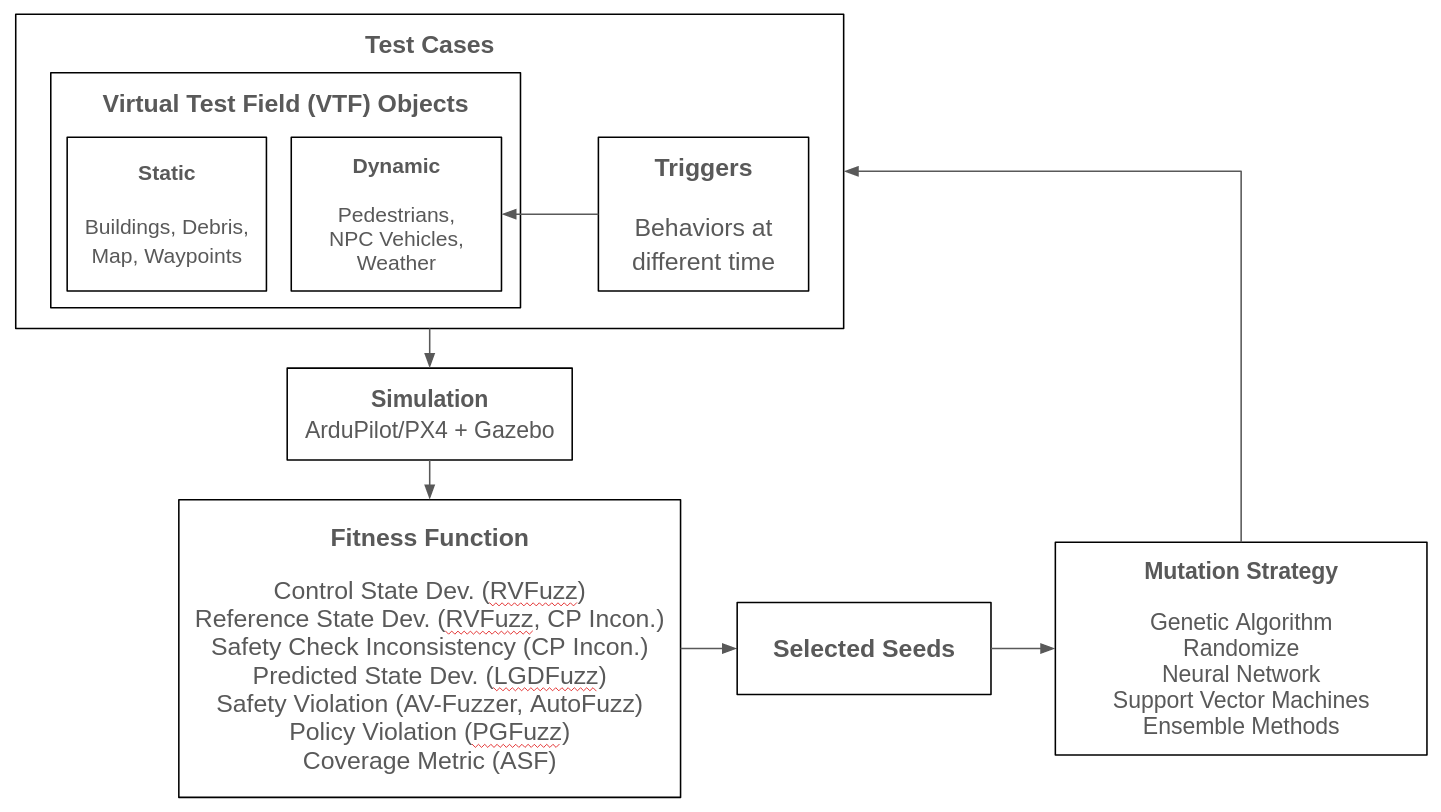 Test Cases
Virtual Test Field (VTF) Objects
Static
Buildings, Debris,
Map, Waypoints
Dynamic
Pedestrians,
NPC Vehicles,
Weather
Triggers
Behaviors at
different time
Simulation
ArduPilot/PX4 + Gazebo
Fitness Function
Control State Dev. (RVFuzz)
Reference State Dev. (RVFuzz, CP Incon.)
Safety Check Inconsistency (CP Incon.)
Predicted State Dev. (LGDFuzz)
Safety Violation (AV-Fuzzer, AutoFuzz)
Policy Violation (PGFuzz)
Coverage Metric (ASF)
Selected Seeds
Mutation Strategy
Genetic Algorithm
Randomize
Neural Network
Support Vector Machines
Ensemble Methods